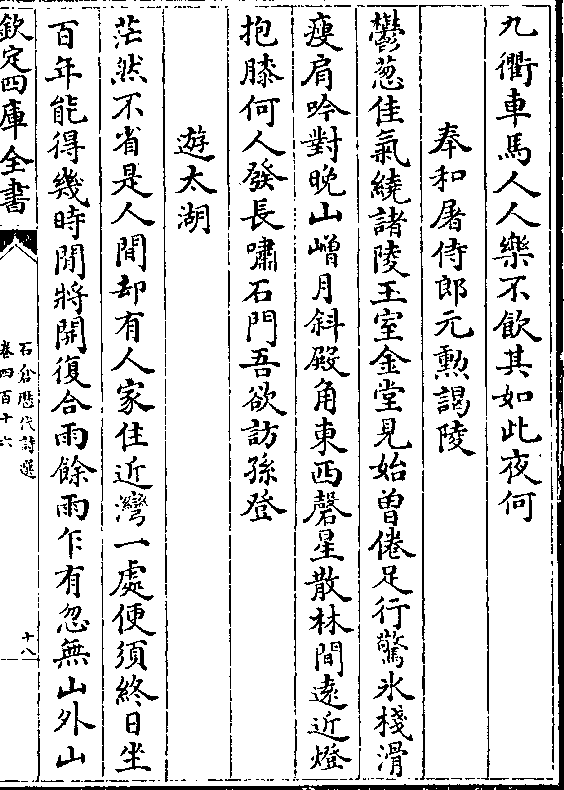 九衢車馬人人樂不飲其如此夜何
奉和屠侍郎元勲謁陵
鬱葱佳氣繞諸陵玉室金堂見始曽倦足行驚氷棧滑
瘦肩吟對晚山嶒月斜殿角東西磬星散林間逺近燈
抱膝何人發長嘯石門吾欲訪孫登
遊太湖
茫然不省是人間却有人家住近灣一處便須終日坐
百年能得幾時閒將開復合雨餘雨乍有忽無山外山
欽定四庫全書
石倉歴代詩選
卷四百十六
十八